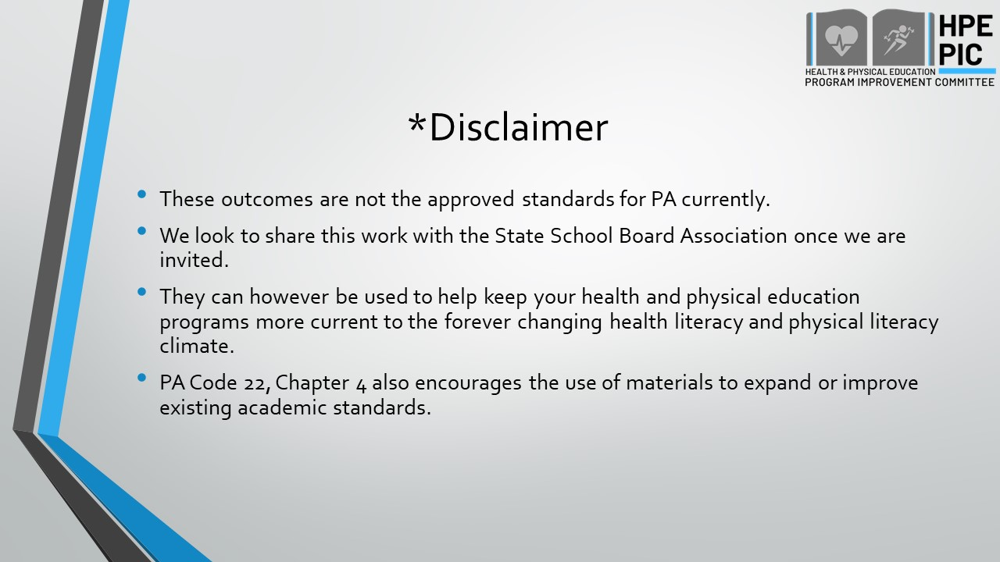 HPE
PIC
HEALTH & PHYSICAL EDUCATION
PROGRAM IMPROVEMENT COMMITTEE
*Disclaimer
• These outcomes are not the approved standards for PA currently.
• We look to share this work with the State School Board Association once we are
invited.
• They can however be used to help keep your health and physical education
programs more current to the forever changing health literacy and physical literacy
climate.
• PA Code 22, Chapter 4 also encourages the use of materials to expand or improve
existing academic standards.